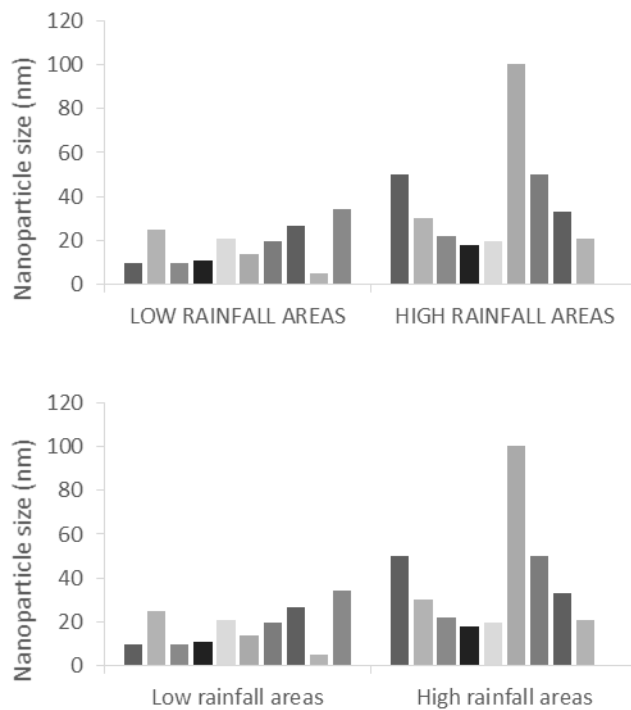 120
100
80
60
40
20
0
Nanoparticle size (nm)
LOW RAINFALL AREAS
HIGH RAINFALL AREAS
120
100
80
60
40
20
0
Nanoparticle size (nm)
Low rainfall areas
High rainfall areas